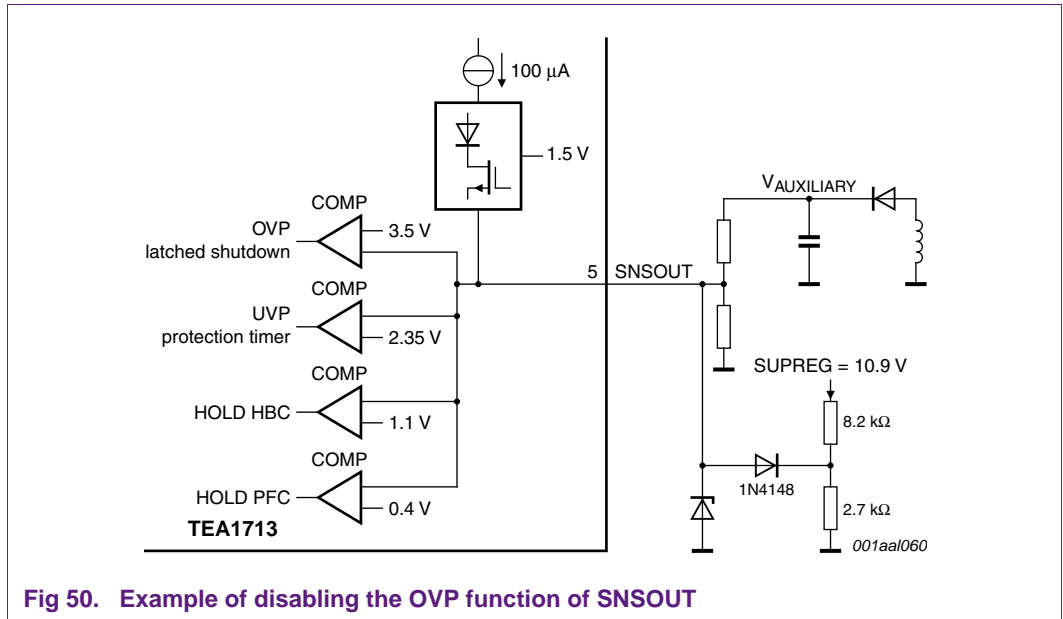 100 μA
1.5 V
COMP
OVP
latched shutdown
3.5 V
5 SNSOUT
VAUXILIARY
COMP
UVP
protection timer
2.35 V
SUPREG = 10.9 V
COMP
HOLD HBC
1.1 V
8.2 kΩ
COMP
HOLD PFC
0.4 V
1N4148
2.7 kΩ
TEA1713
001aal060
Fig 50. Example of disabling the OVP function of SNSOUT